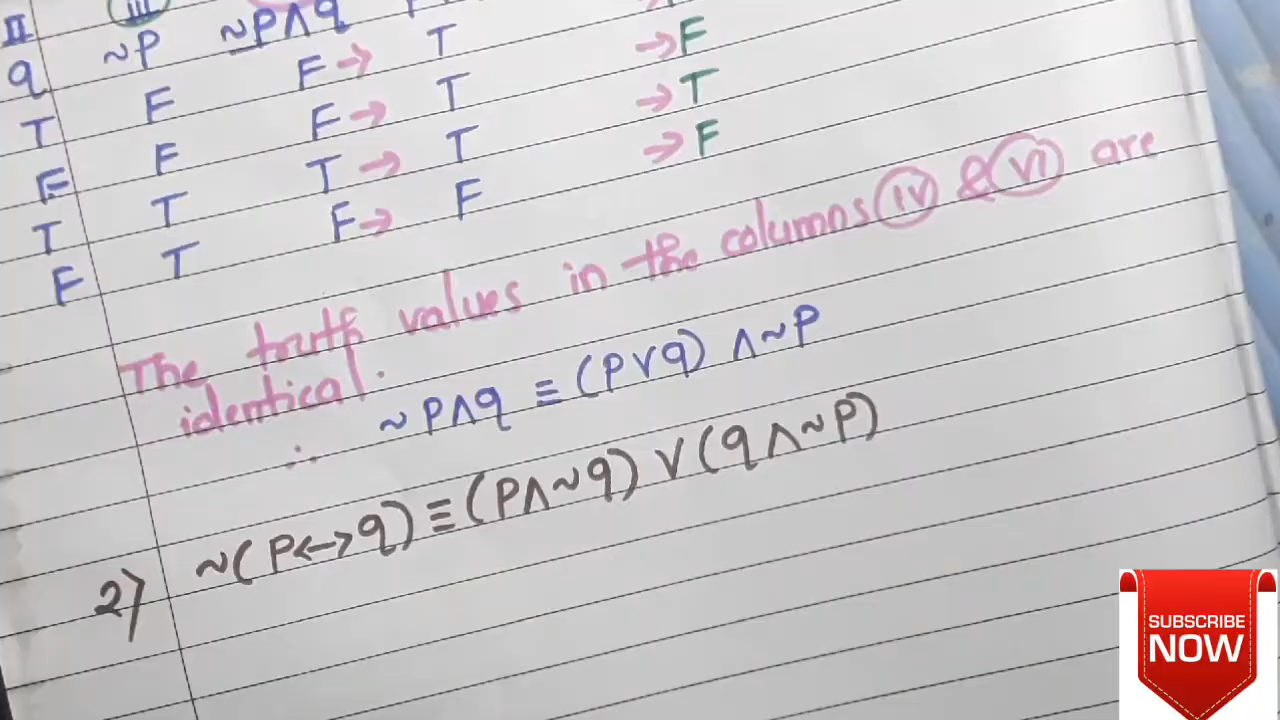 II III
q ~P ~P∧q
T F F→ T →F
F F F→ T →T
T T T→ T →F
F T F→ F
The truth values in the columns (iv) & (vi) are
identical.
∴ ~P∧q ≡ (P∨q) ∧~P
2) ~(P↔q) ≡ (P∧~q) ∨ (q∧~P)
SUBSCRIBE
NOW